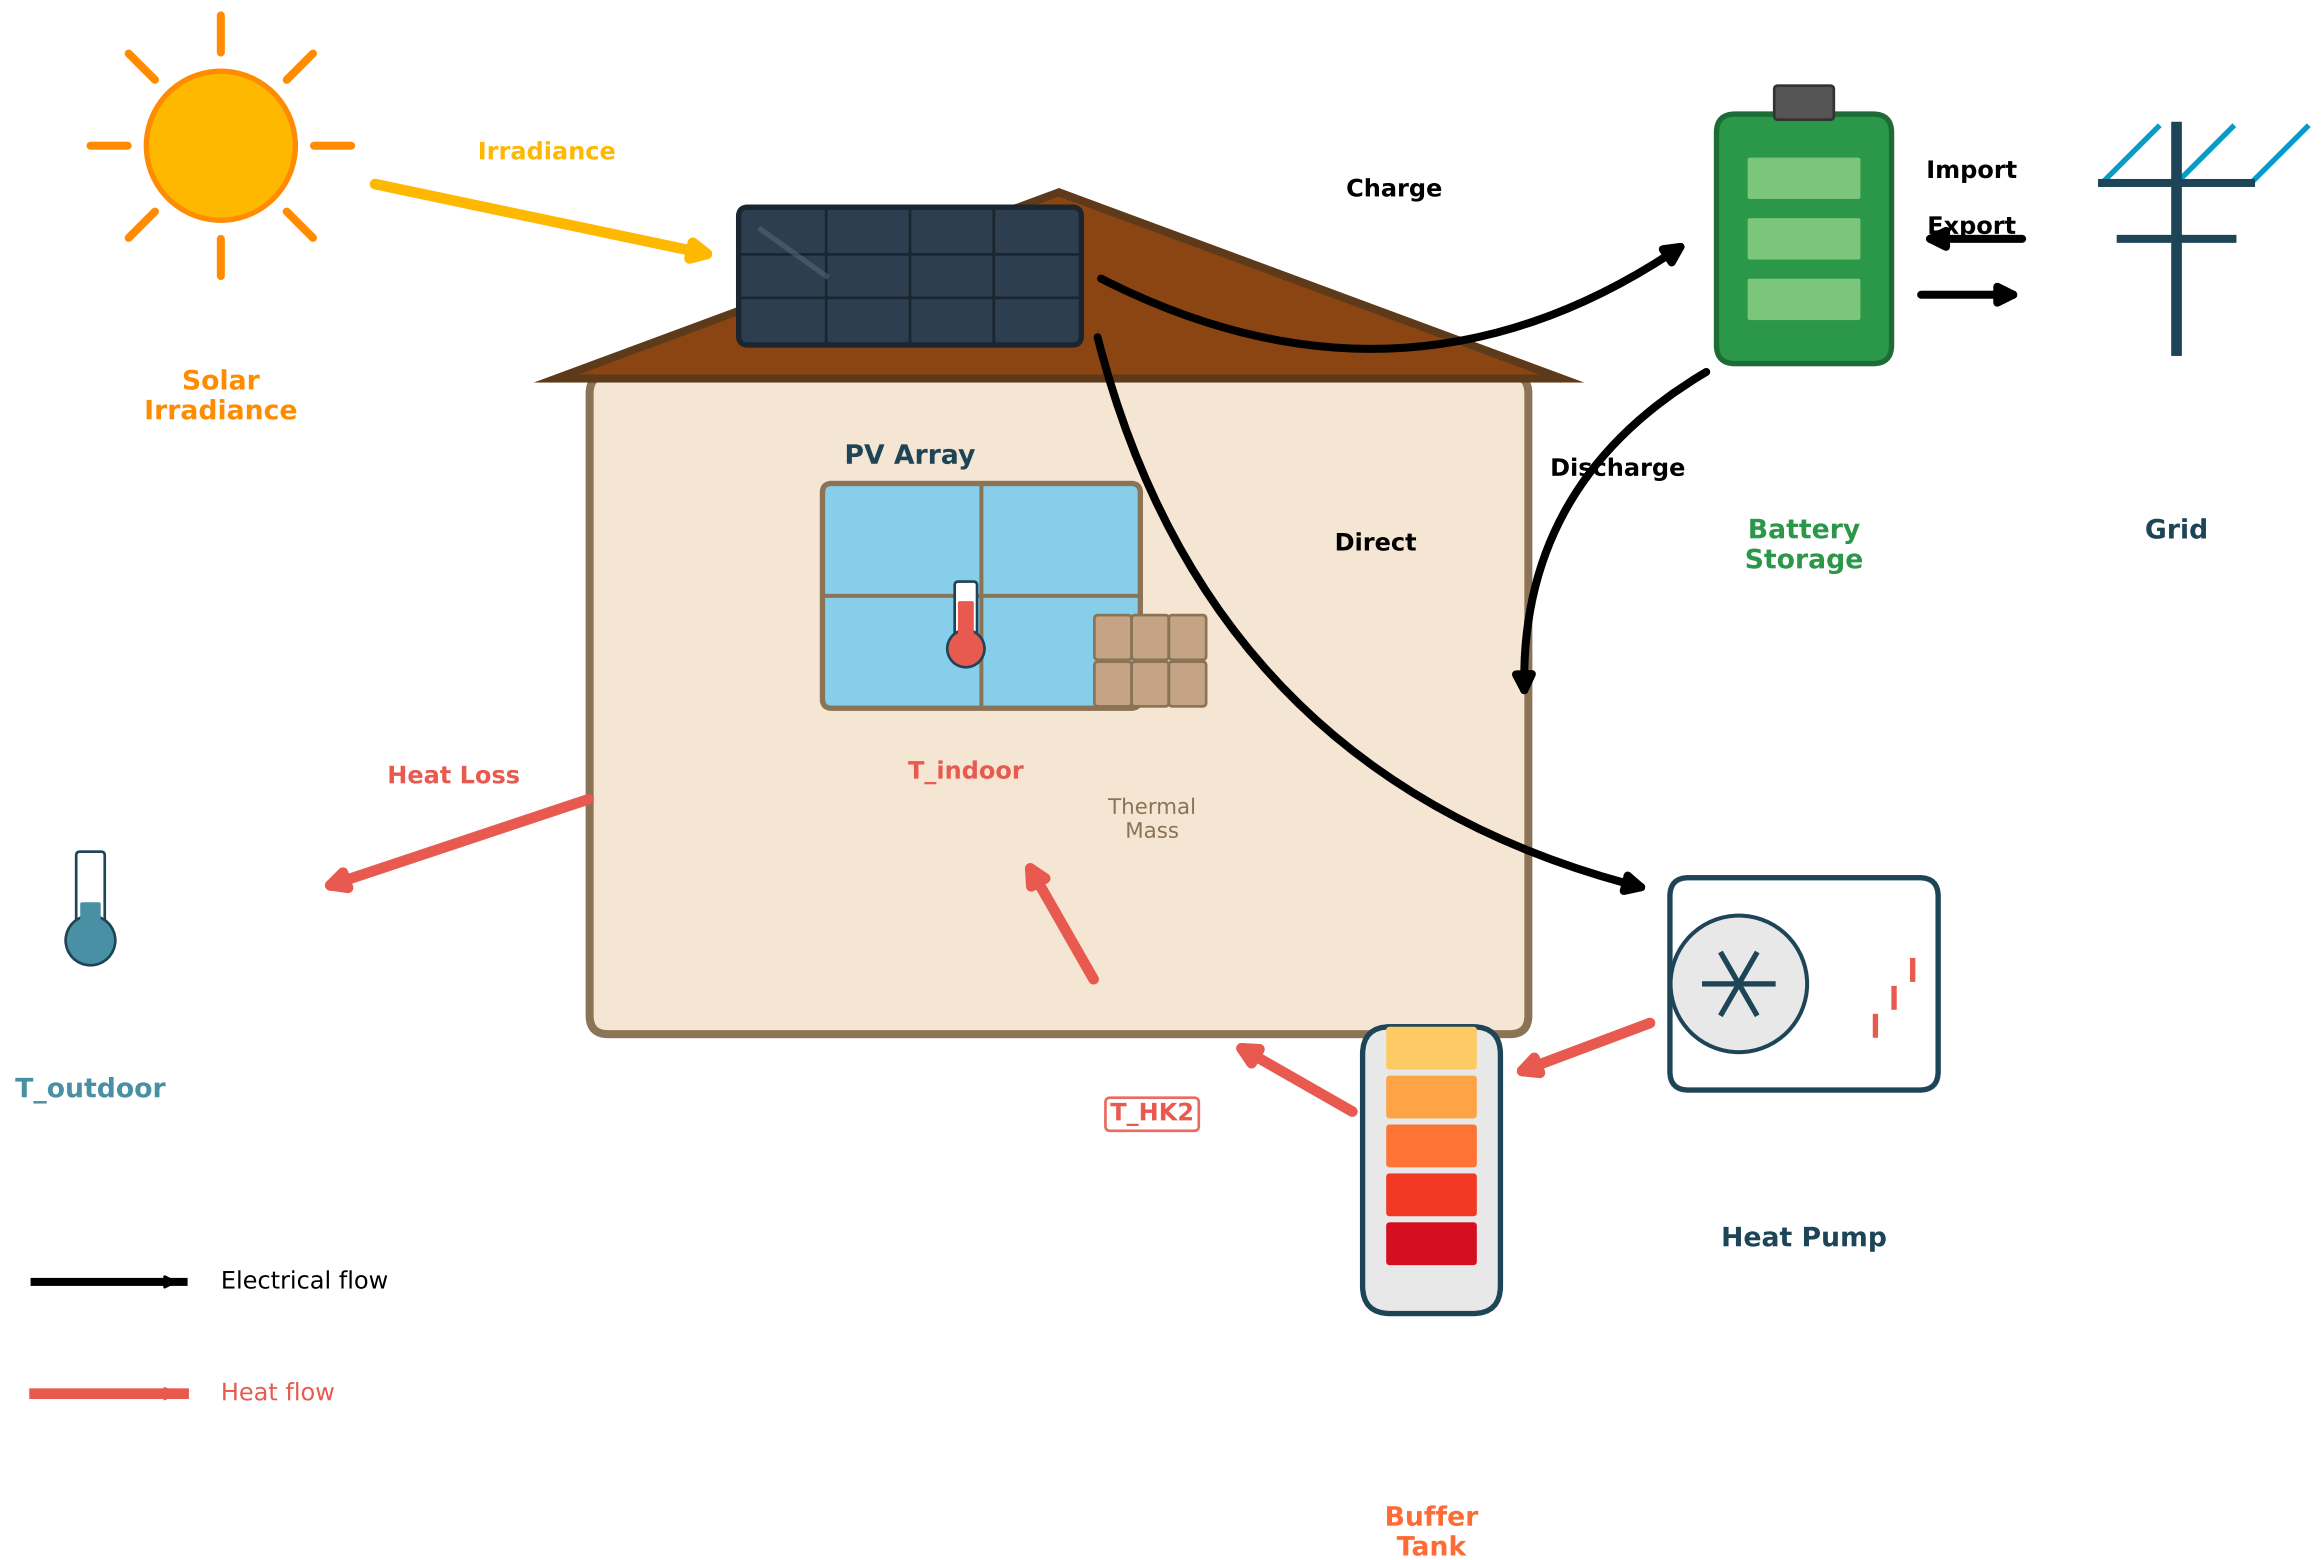 Irradiance
Import
Charge
Export
Solar
Irradiance
PV Array
Discharge
Direct
Battery
Storage
Grid
T_indoor
Heat Loss
Thermal
Mass
T_outdoor
T_HK2
Heat Pump
Electrical flow
Heat flow
Buffer
Tank